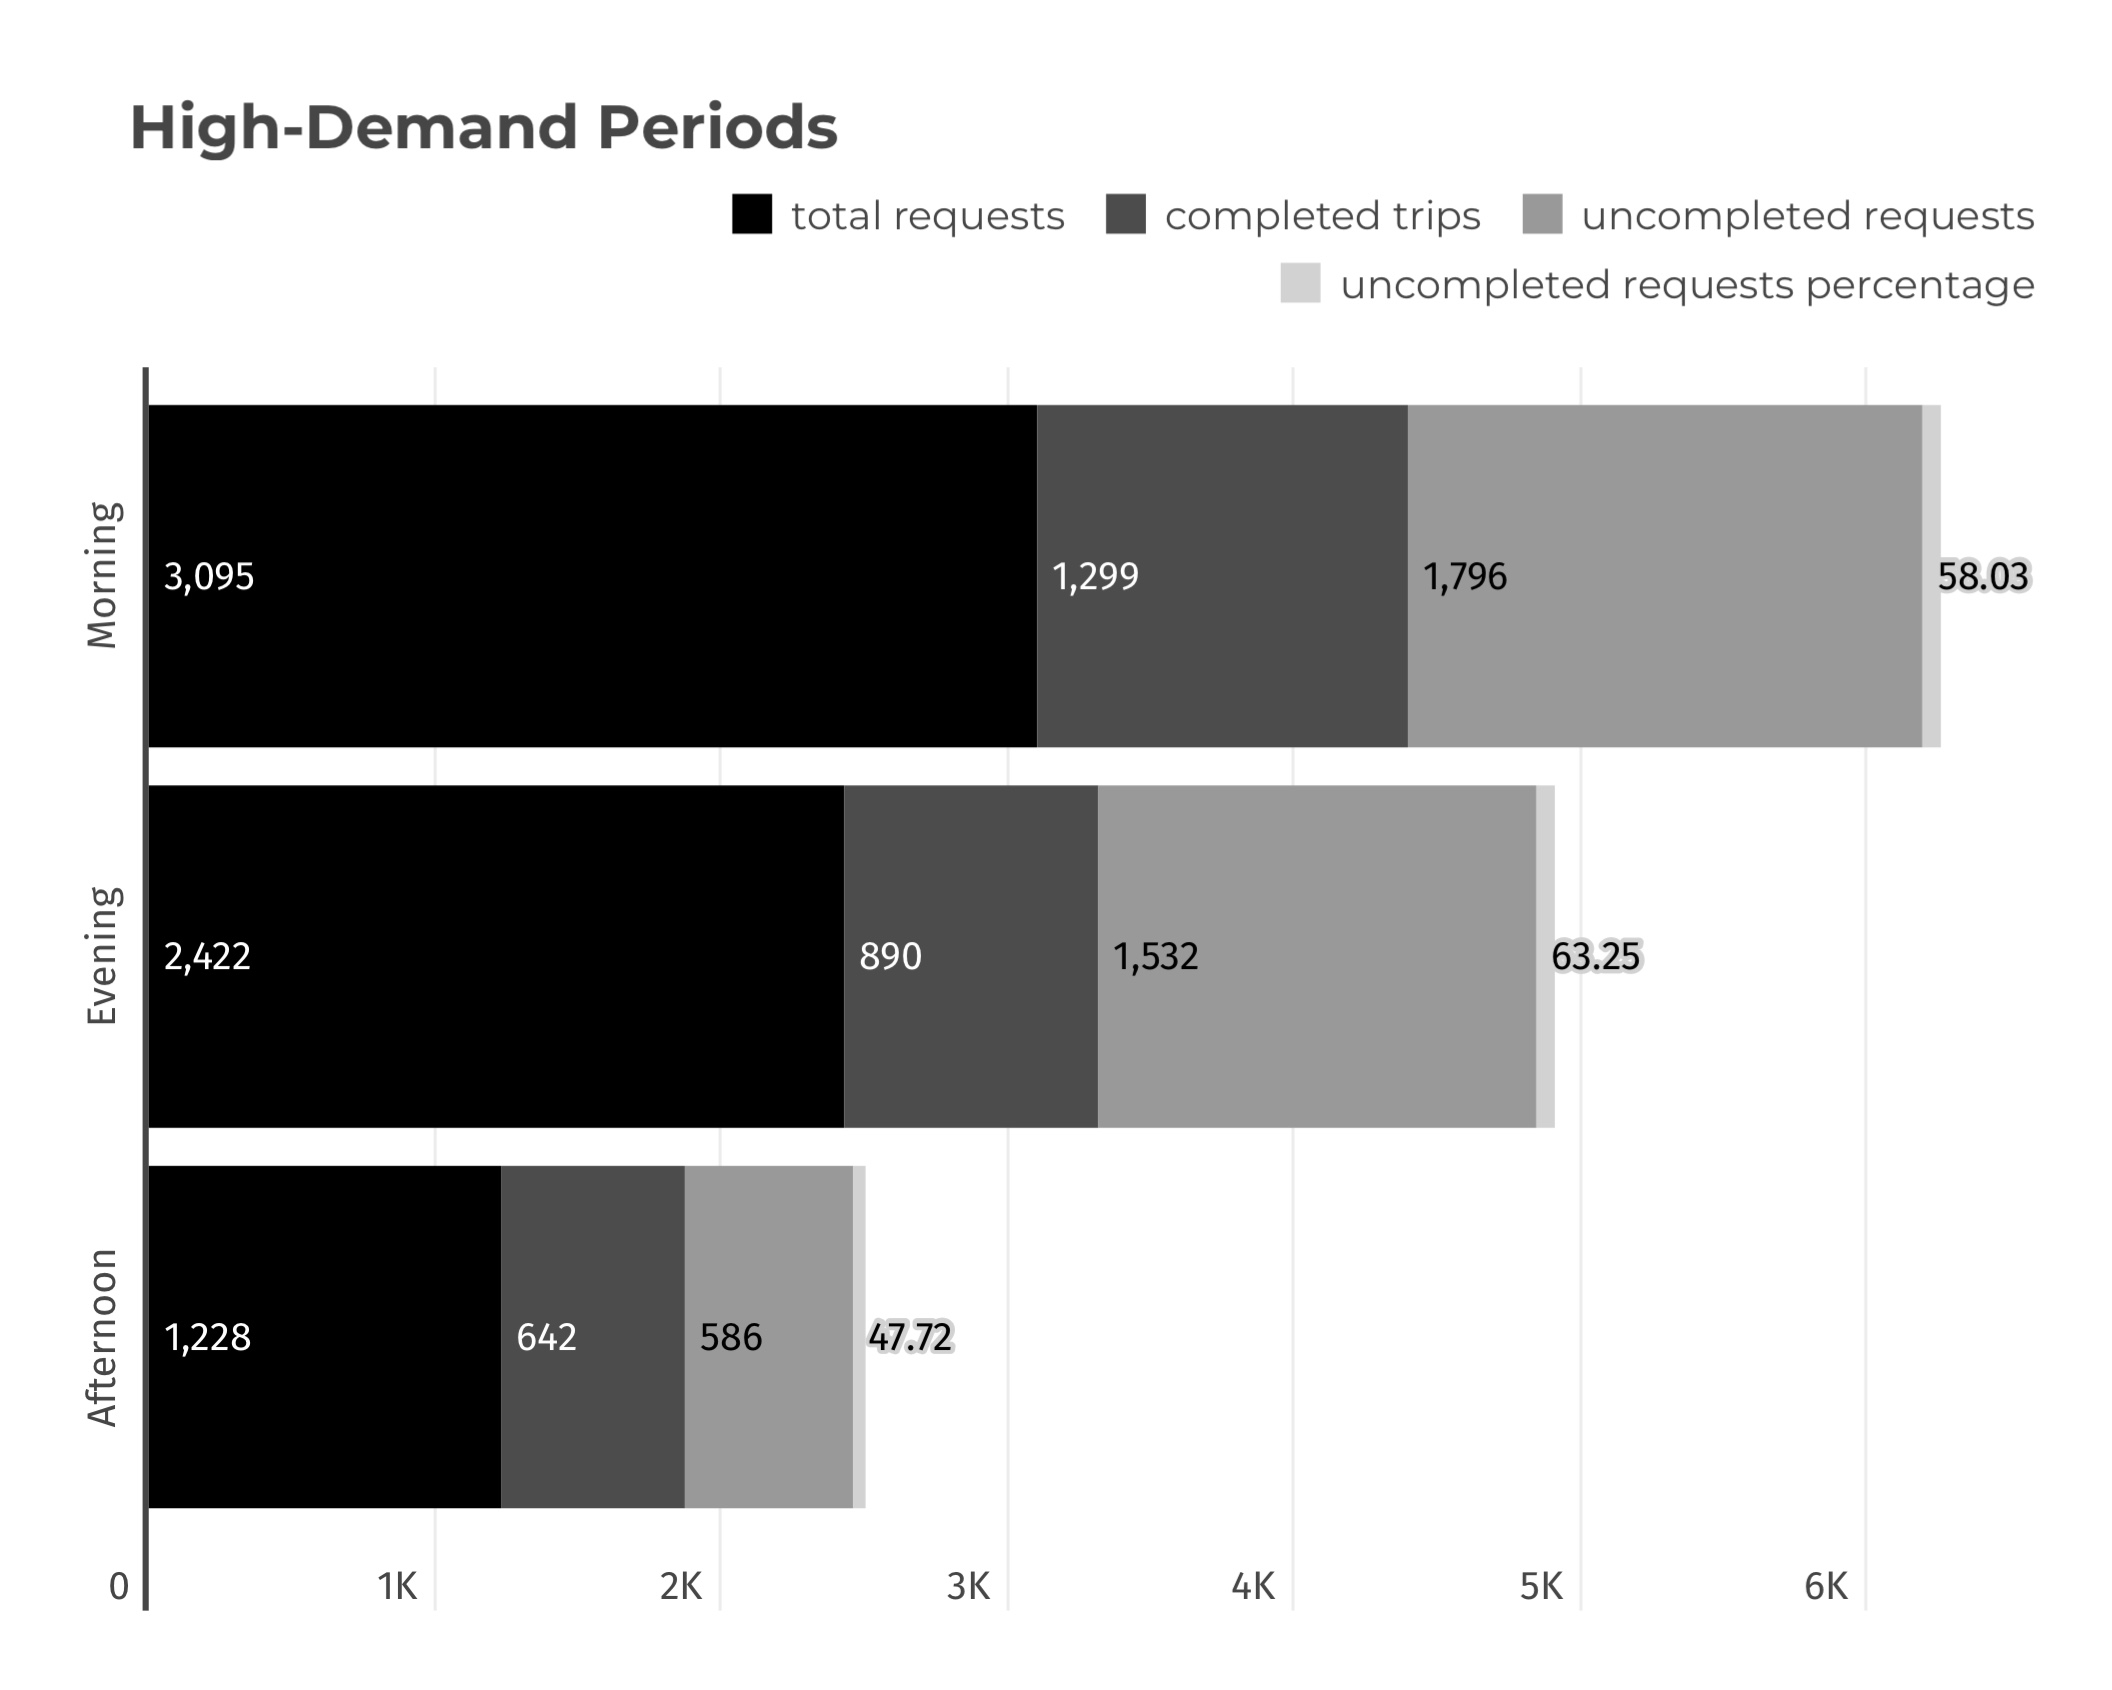 High-Demand Periods
total requests completed trips uncompleted requests
uncompleted requests percentage
Morning
3,095 1,299 1,796 58.03
Evening
2,422 890 1,532 63.25
Afternoon
1,228 642 586 47.72
0 1K 2K 3K 4K 5K 6K